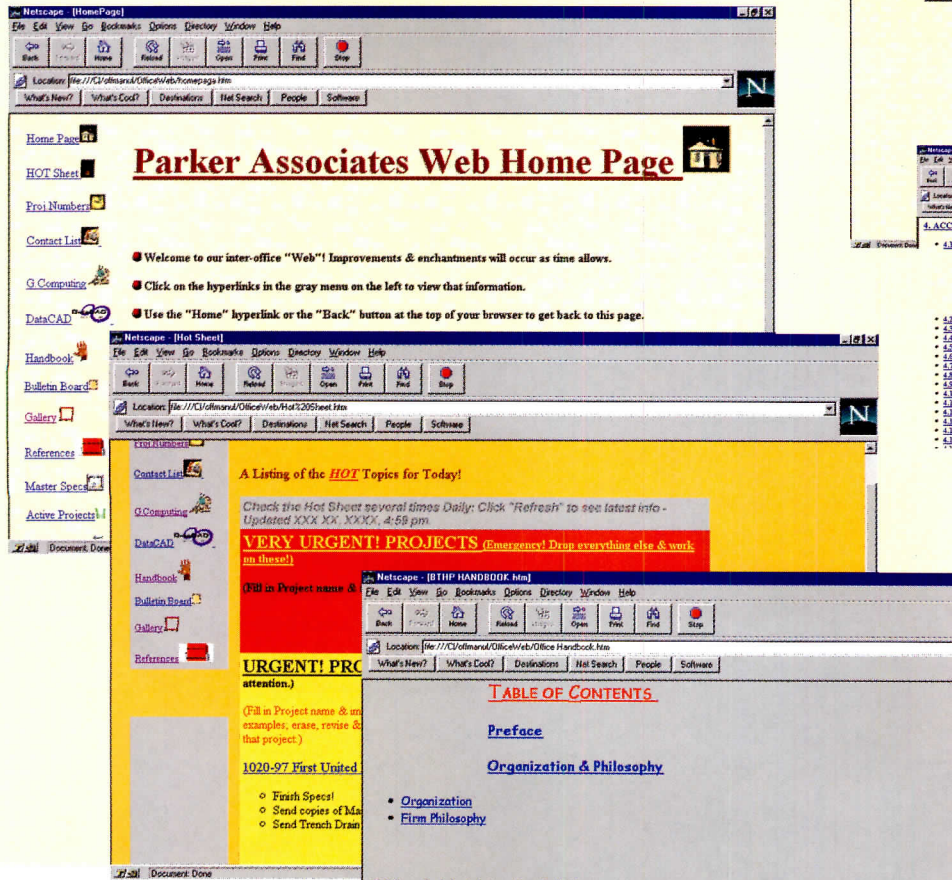 Netscape - [HomePage]
File Edit View Go Bookmarks Options Directory Window Help
Back Forward Home Reload Images Open Print Find Stop
Location: file:///C|/offmanul/OfficeWeb/homepage.htm
What's New? What's Cool? Destinations Net Search People Software
N
Home Page
HOT Sheet
Proj Numbers
Contact List
G.Computing
DataCAD
Handbook
Bulletin Board
Gallery
References
Master Specs
Active Projects
Document: Done
Parker Associates Web Home Page
Welcome to our inter-office "Web"! Improvements & enchantments will occur as time allows.
Click on the hyperlinks in the gray menu on the left to view that information.
Use the "Home" hyperlink or the "Back" button at the top of your browser to get back to this page.
Netscape - [Hot Sheet]
File Edit View Go Bookmarks Options Directory Window Help
Back Forward Home Reload Images Open Print Find Stop
Location: file:///C|/offmanul/OfficeWeb/Hot%20Sheet.htm
What's New? What's Cool? Destinations Net Search People Software
N
Proj Numbers
Contact List
G.Computing
DataCAD
Handbook
Bulletin Board
Gallery
References
A Listing of the HOT Topics for Today!
Check the Hot Sheet several times Daily; Click "Refresh" to see latest info -
Updated XXX XX, XXXX, 4:59 pm
VERY URGENT! PROJECTS (Emergency! Drop everything else & work
on these!)
(Fill in Project name &
URGENT! PRO
attention.)
(Fill in Project name & im
examples; erase, revise &
that project.)
1020-97 First United
Finish Specs!
Send copies of Ma
Send Trench Drain
Document: Done
Netscape - [BTHP HANDBOOK.htm]
File Edit View Go Bookmarks Options Directory Window Help
Back Forward Home Reload Images Open Print Find Stop
Location: file:///C|/offmanul/OfficeWeb/Office Handbook.htm
What's New? What's Cool? Destinations Net Search People Software
TABLE OF CONTENTS
Preface
Organization & Philosophy
Organization
Firm Philosophy
Netscape
File Edit
Back
Location
What's New
4. ACC
Document: Done